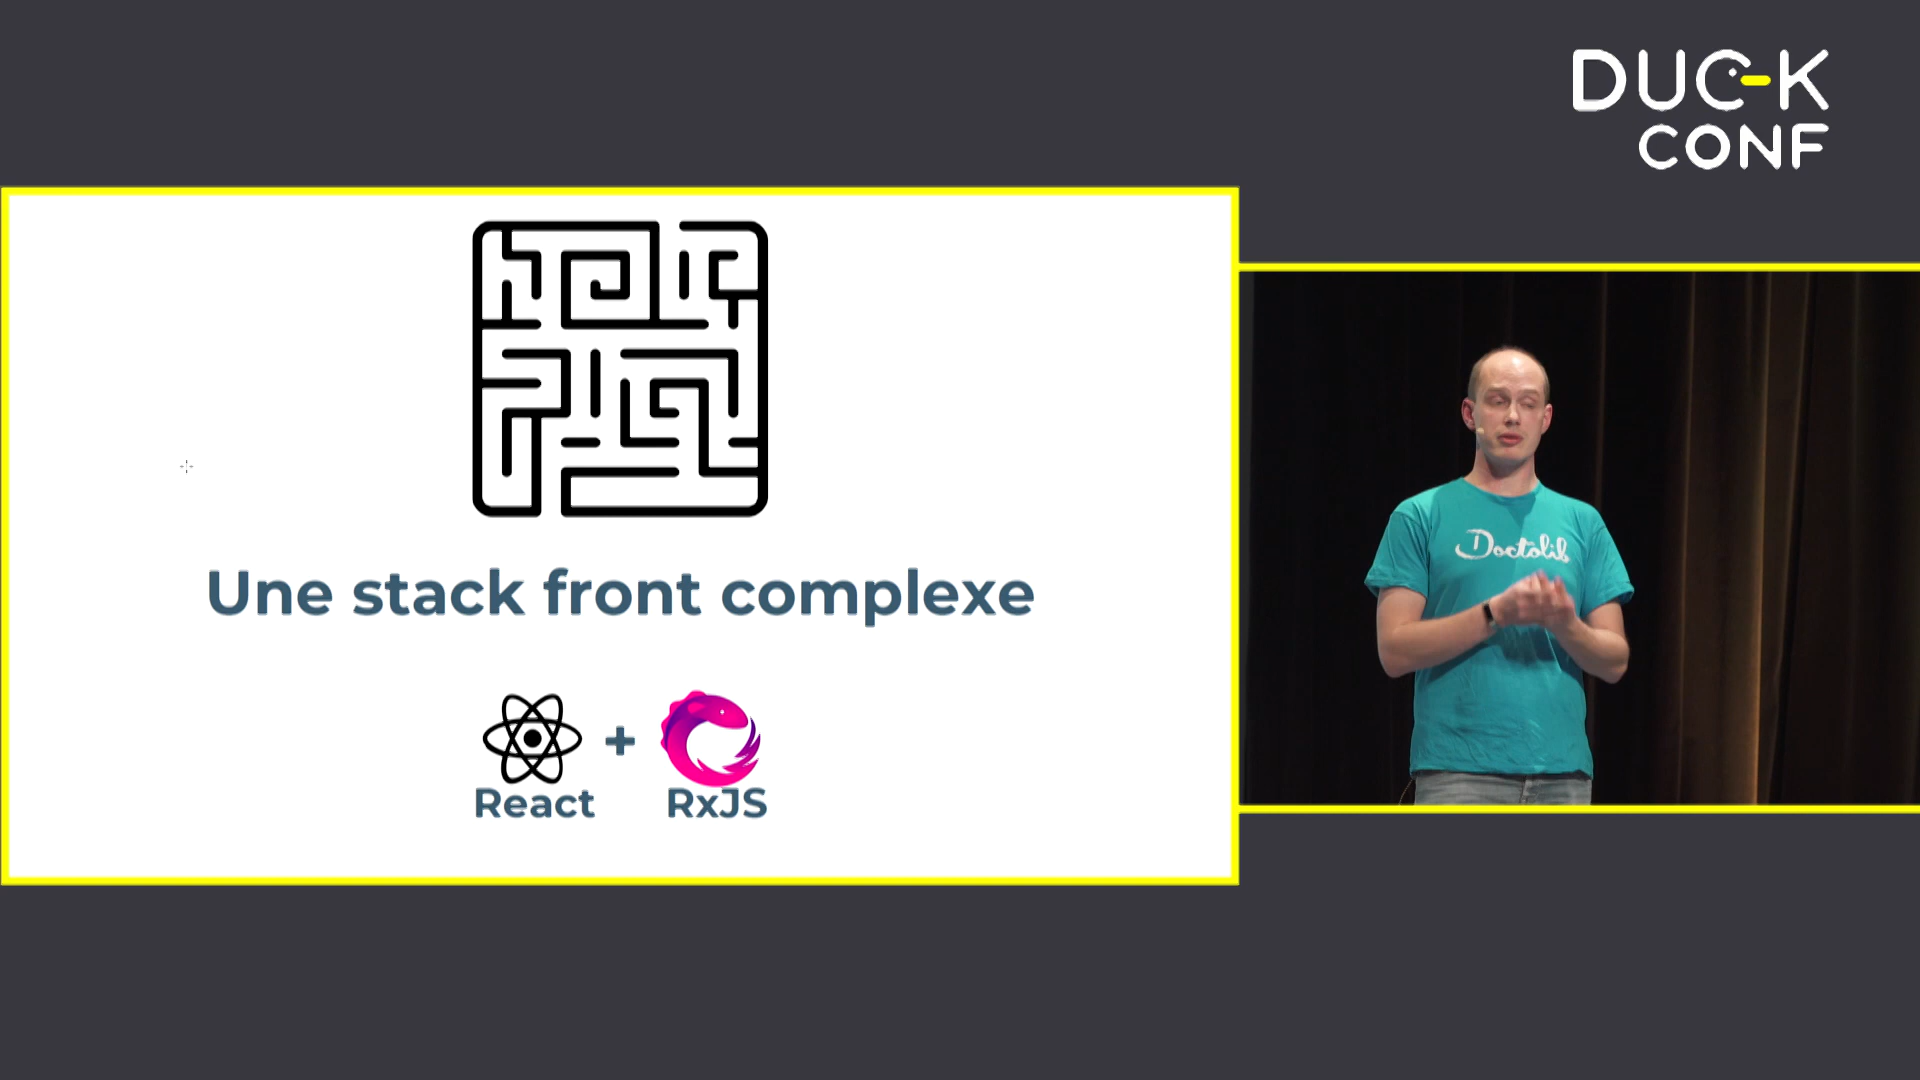 DUCK
CONF
Une stack front complexe
+
React RxJS
Doctolib